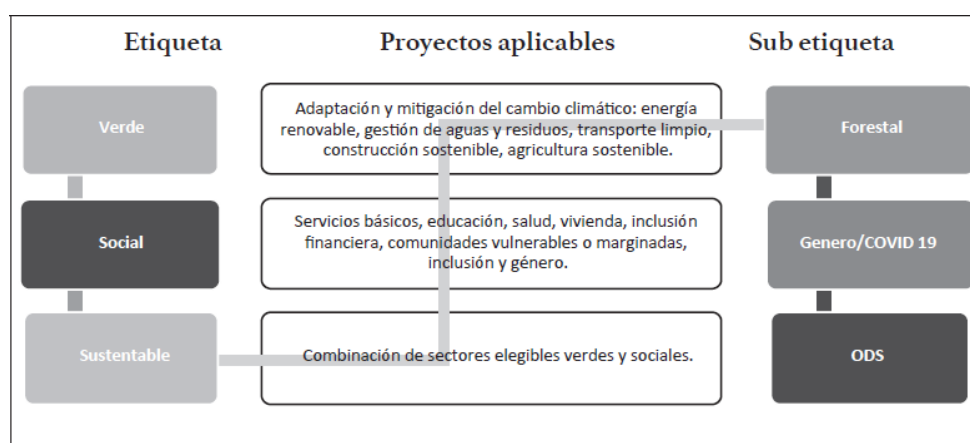 Etiqueta
Proyectos aplicables
Sub etiqueta
Verde
Adaptación y mitigación del cambio climático: energía
renovable, gestión de aguas y residuos, transporte limpio,
construcción sostenible, agricultura sostenible.
Forestal
Social
Servicios básicos, educación, salud, vivienda, inclusión
financiera, comunidades vulnerables o marginadas,
inclusión y género.
Genero/COVID 19
Sustentable
Combinación de sectores elegibles verdes y sociales.
ODS